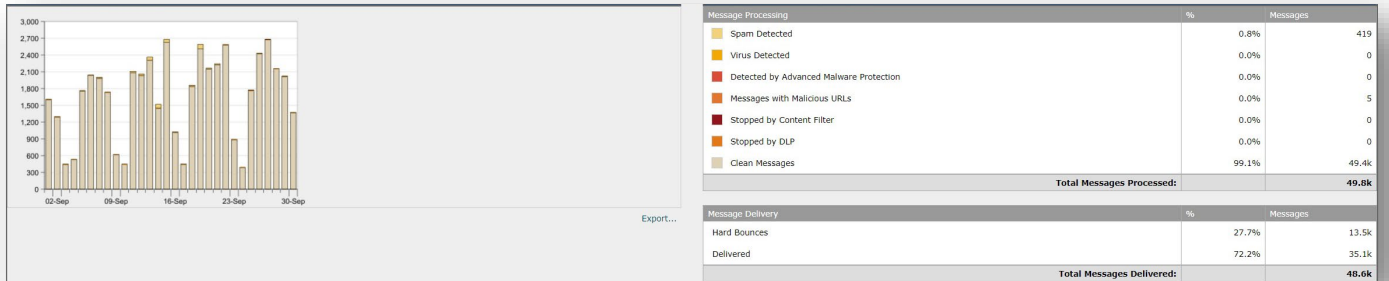 3,000
2,700
2,400
2,100
1,800
1,500
1,200
900
600
300
0
02-Sep 09-Sep 16-Sep 23-Sep 30-Sep
Export...
Message Processing % Messages
Spam Detected 0.8% 419
Virus Detected 0.0% 0
Detected by Advanced Malware Protection 0.0% 0
Messages with Malicious URLs 0.0% 5
Stopped by Content Filter 0.0% 0
Stopped by DLP 0.0% 0
Clean Messages 99.1% 49.4k
Total Messages Processed: 49.8k
Message Delivery % Messages
Hard Bounces 27.7% 13.5k
Delivered 72.2% 35.1k
Total Messages Delivered: 48.6k